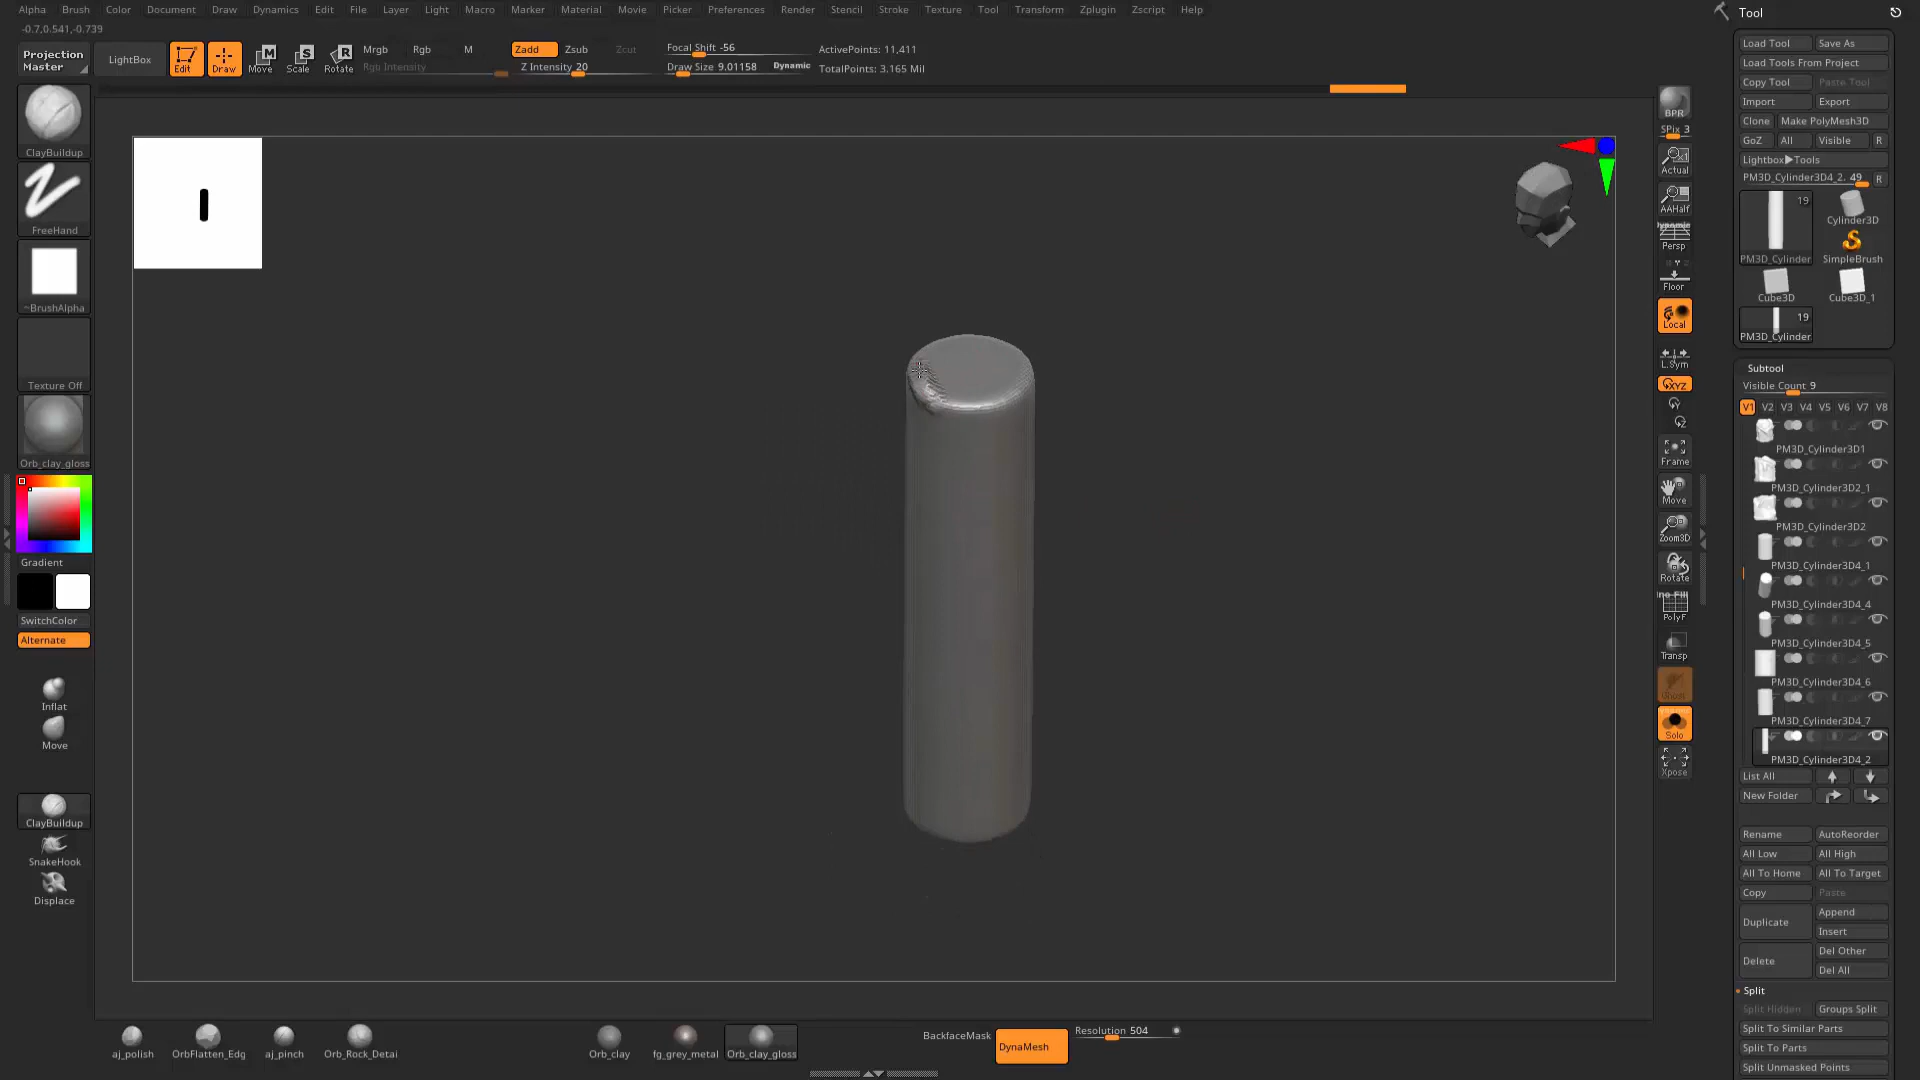 Alpha Brush Color Document Draw Dynamics Edit File Layer Light Macro Marker Material Movie Picker Preferences Render Stencil Stroke Texture Tool Transform Zplugin Zscript Help
-0.7,0.541,-0.739
Projection Master
LightBox
Edit
Draw
Move
Scale
Rotate
Mrgb Rgb M
Rgb Intensity
Zadd Zsub Zcut
Z Intensity 20
Focal Shift -56
Draw Size 9.01158 Dynamic
ActivePoints: 11,411
TotalPoints: 3.165 Mil
ClayBuildup
FreeHand
~BrushAlpha
Texture Off
Orb_clay_gloss
Gradient
SwitchColor
Alternate
Inflat
Move
ClayBuildup
SnakeHook
Displace
BPR
SPix 3
Actual
AAHalf
Dynamic
Persp
Floor
Local
L.Sym
XYZ
Frame
Move
Zoom3D
Rotate
PolyF
Transp
Ghost
Solo
Xpose
Tool
Load Tool Save As
Load Tools From Project
Copy Tool Paste Tool
Import Export
Clone Make PolyMesh3D
GoZ All Visible R
Lightbox▶Tools
PM3D_Cylinder3D4_2. 49 R
19
PM3D_Cylinder
Cylinder3D
SimpleBrush
Cube3D Cube3D_1
19
PM3D_Cylinder
Subtool
Visible Count 9
V1 V2 V3 V4 V5 V6 V7 V8
PM3D_Cylinder3D1
PM3D_Cylinder3D2_1
PM3D_Cylinder3D2
PM3D_Cylinder3D4_1
PM3D_Cylinder3D4_4
PM3D_Cylinder3D4_5
PM3D_Cylinder3D4_6
PM3D_Cylinder3D4_7
PM3D_Cylinder3D4_2
List All
New Folder
Rename AutoReorder
All Low All High
All To Home All To Target
Copy Paste
Duplicate Append
Insert
Delete Del Other
Del All
Split
Split Hidden Groups Split
Split To Similar Parts
Split To Parts
Split Unmasked Points
aj_polish
OrbFlatten_Edg
aj_pinch
Orb_Rock_Detai
Orb_clay
fg_grey_metal
Orb_clay_gloss
BackfaceMask
DynaMesh
Resolution 504